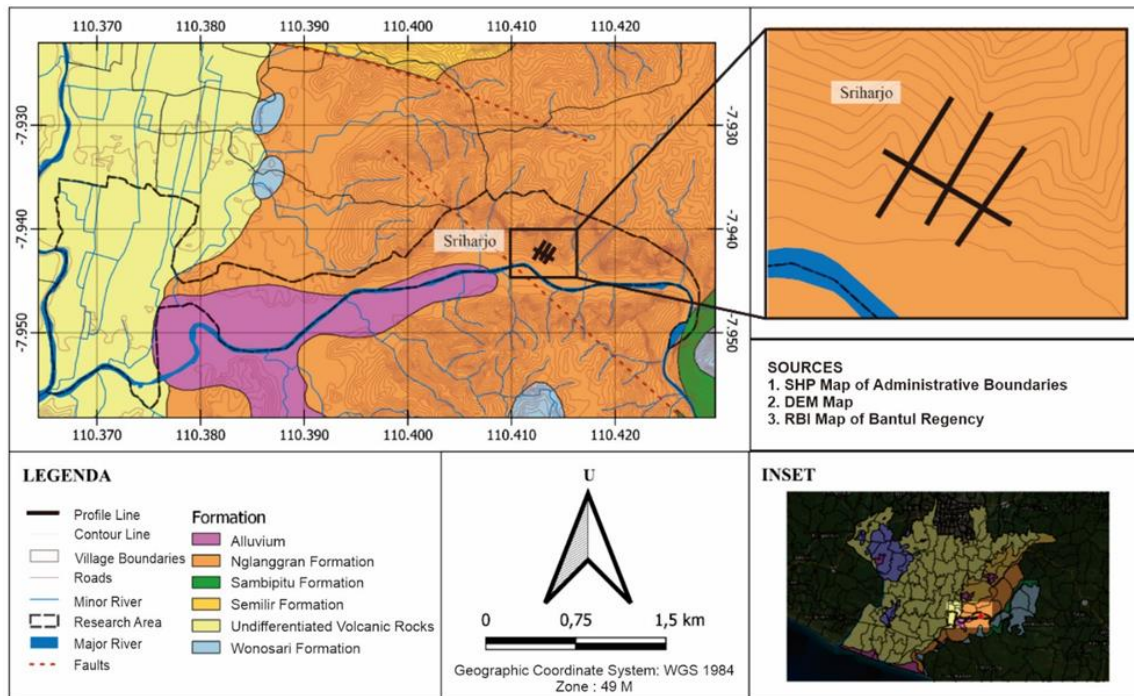 110.370 110.380 110.390 110.400 110.410 110.420
-7.930
-7.940
-7.950
-7.930
-7.940
-7.950
Sriharjo
110.370 110.380 110.390 110.400 110.410 110.420
Sriharjo
SOURCES
1. SHP Map of Administrative Boundaries
2. DEM Map
3. RBI Map of Bantul Regency
LEGENDA
Profile Line
Contour Line
Village Boundaries
Roads
Minor River
Research Area
Major River
Faults
Formation
Alluvium
Nglanggran Formation
Sambipitu Formation
Semilir Formation
Undifferentiated Volcanic Rocks
Wonosari Formation
U
0 0,75 1,5 km
Geographic Coordinate System: WGS 1984
Zone : 49 M
INSET